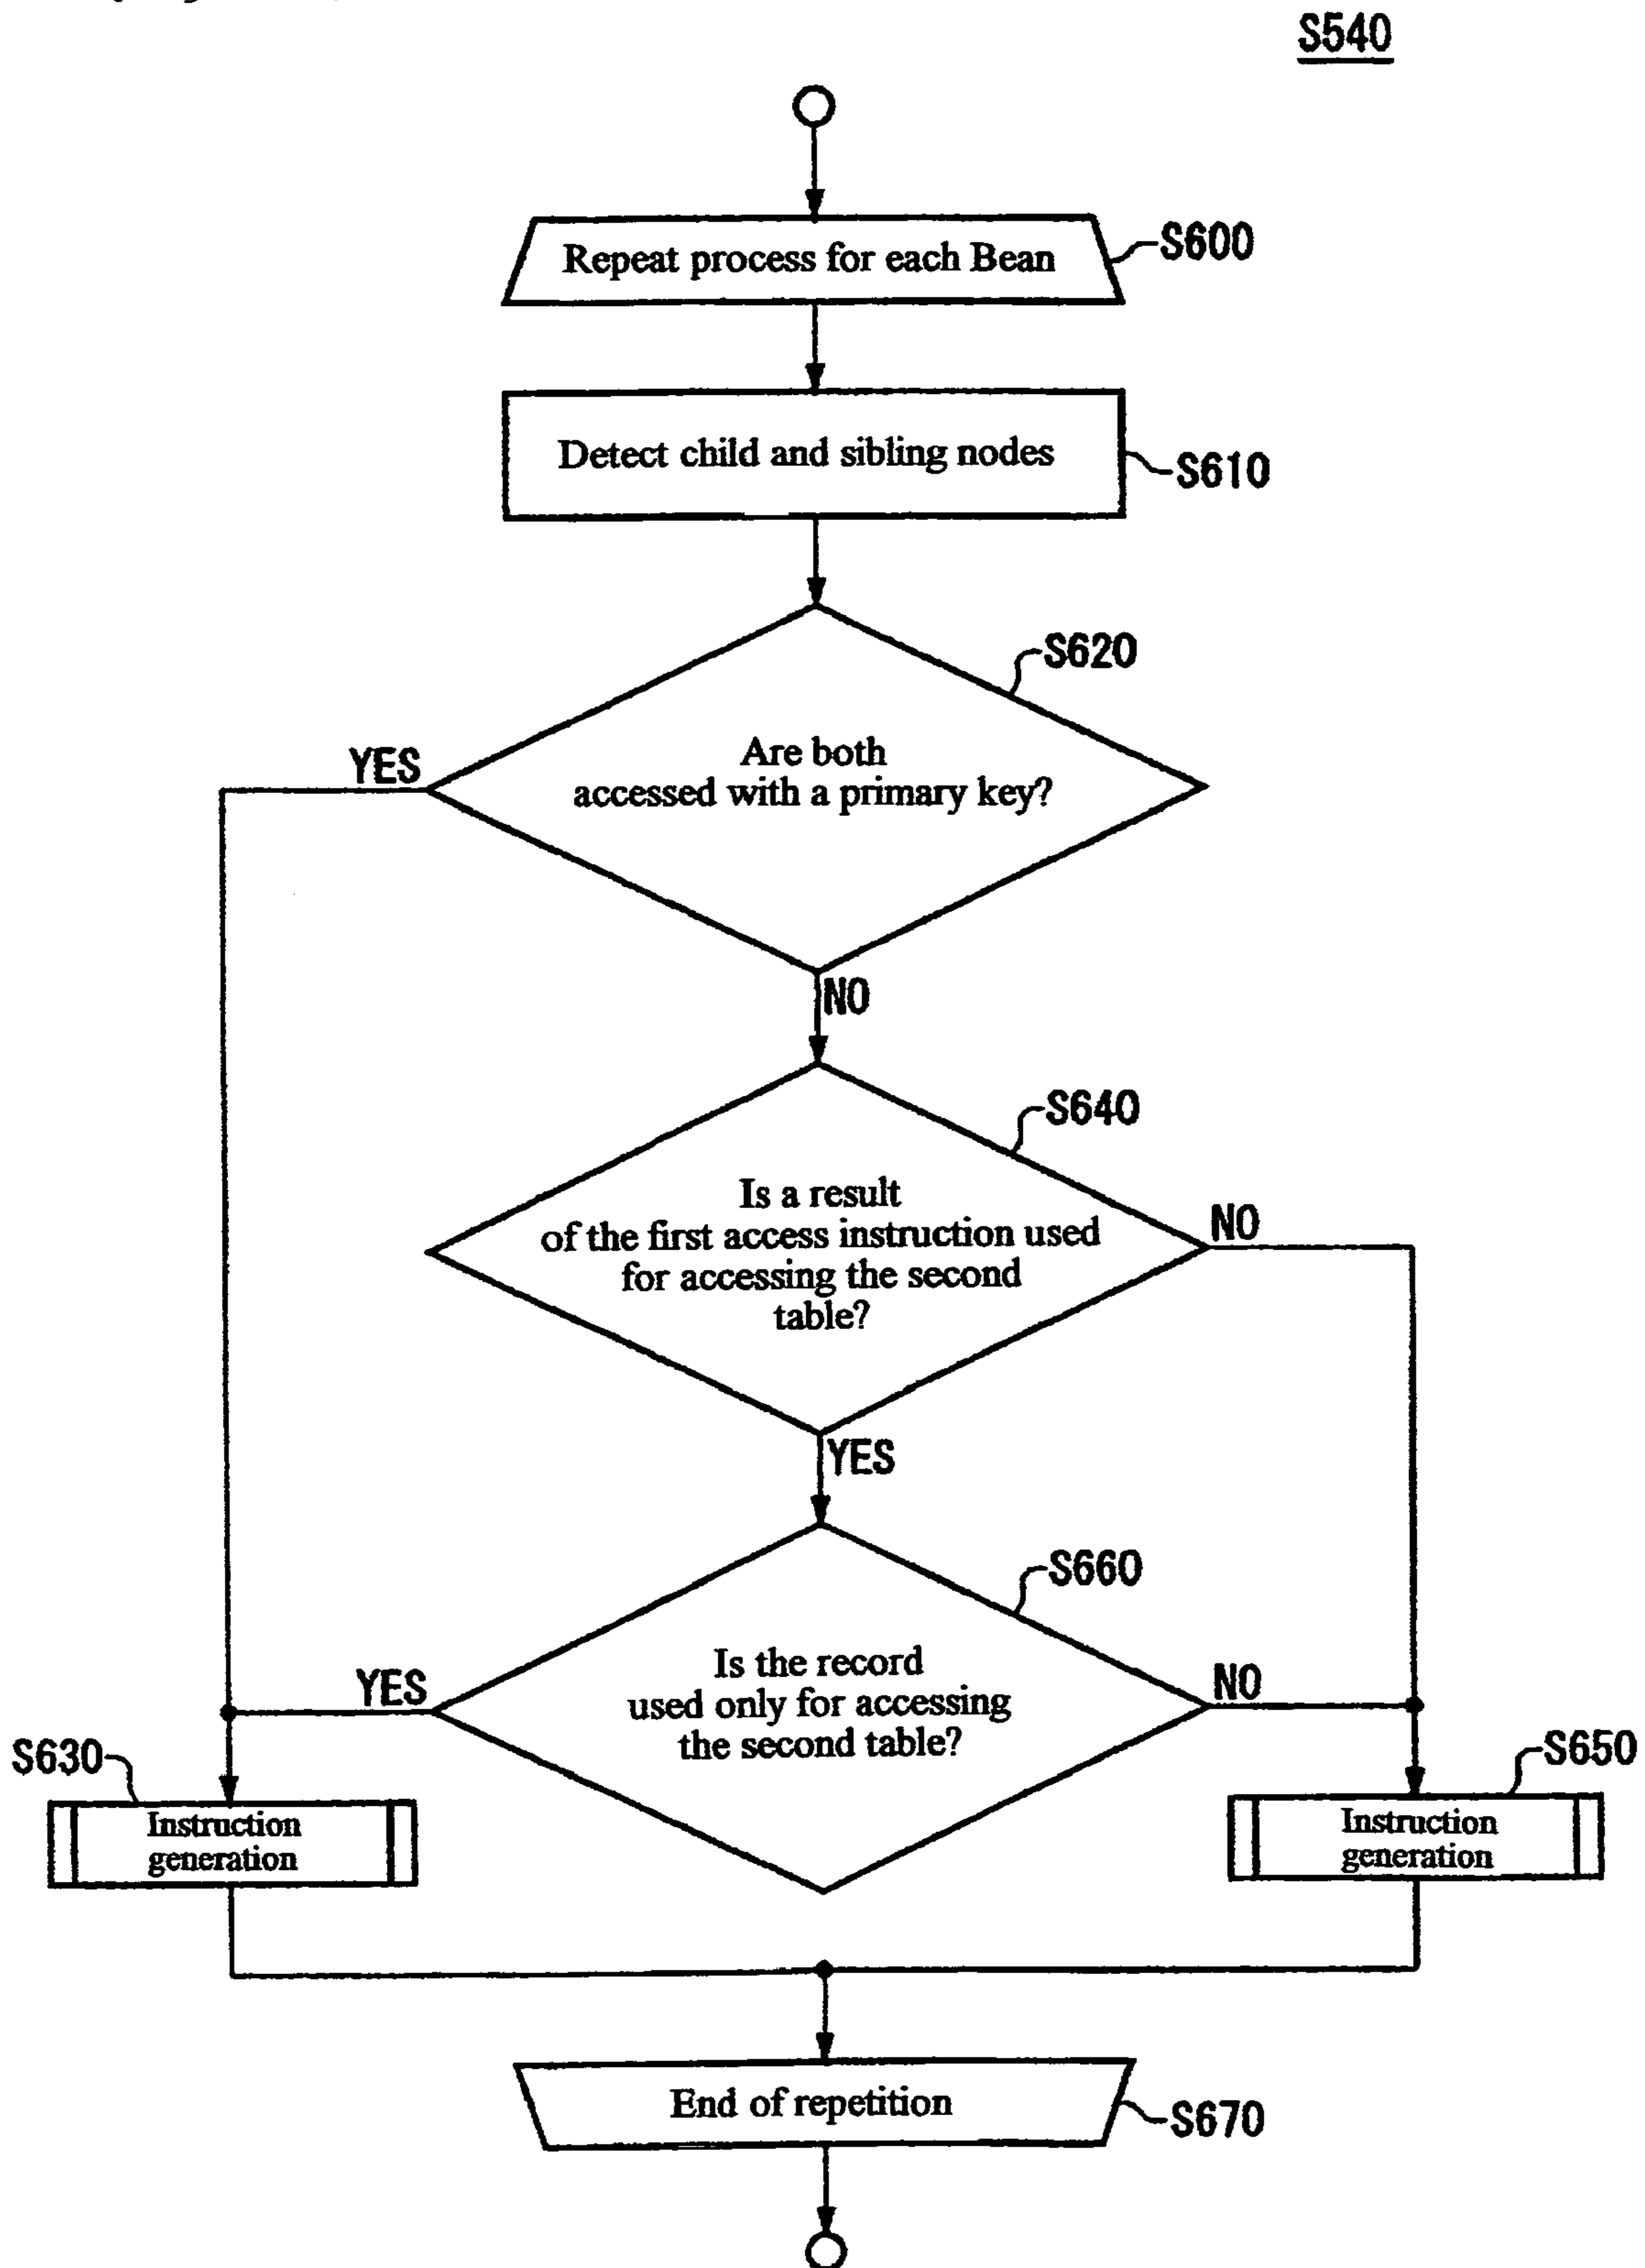 S540
Repeat process for each Bean
S600
Detect child and sibling nodes
S610
S620
Are both
accessed with a primary key?
YES
NO
S640
Is a result
of the first access instruction used
for accessing the second
table?
NO
YES
S660
Is the record
used only for accessing
the second table?
YES
NO
S630
Instruction
generation
S650
Instruction
generation
End of repetition
S670